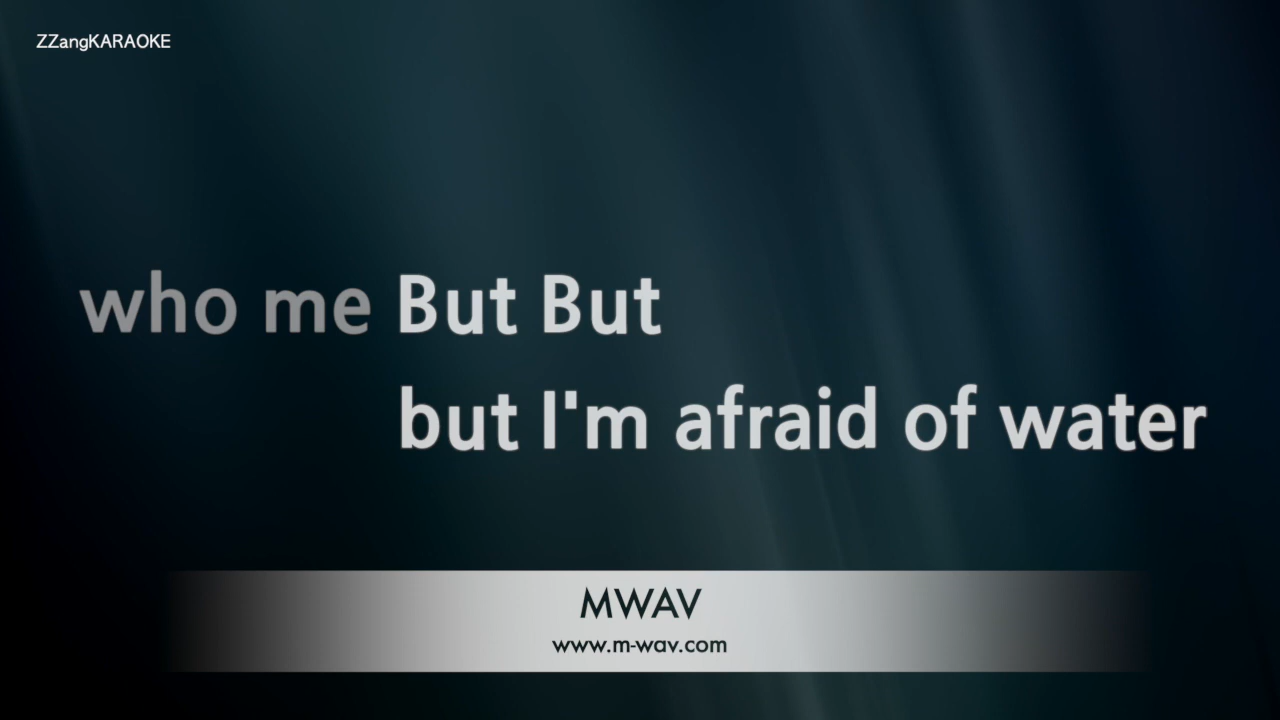 ZZangKARAOKE
who me But But
but I'm afraid of water
MWAV
www.m-wav.com